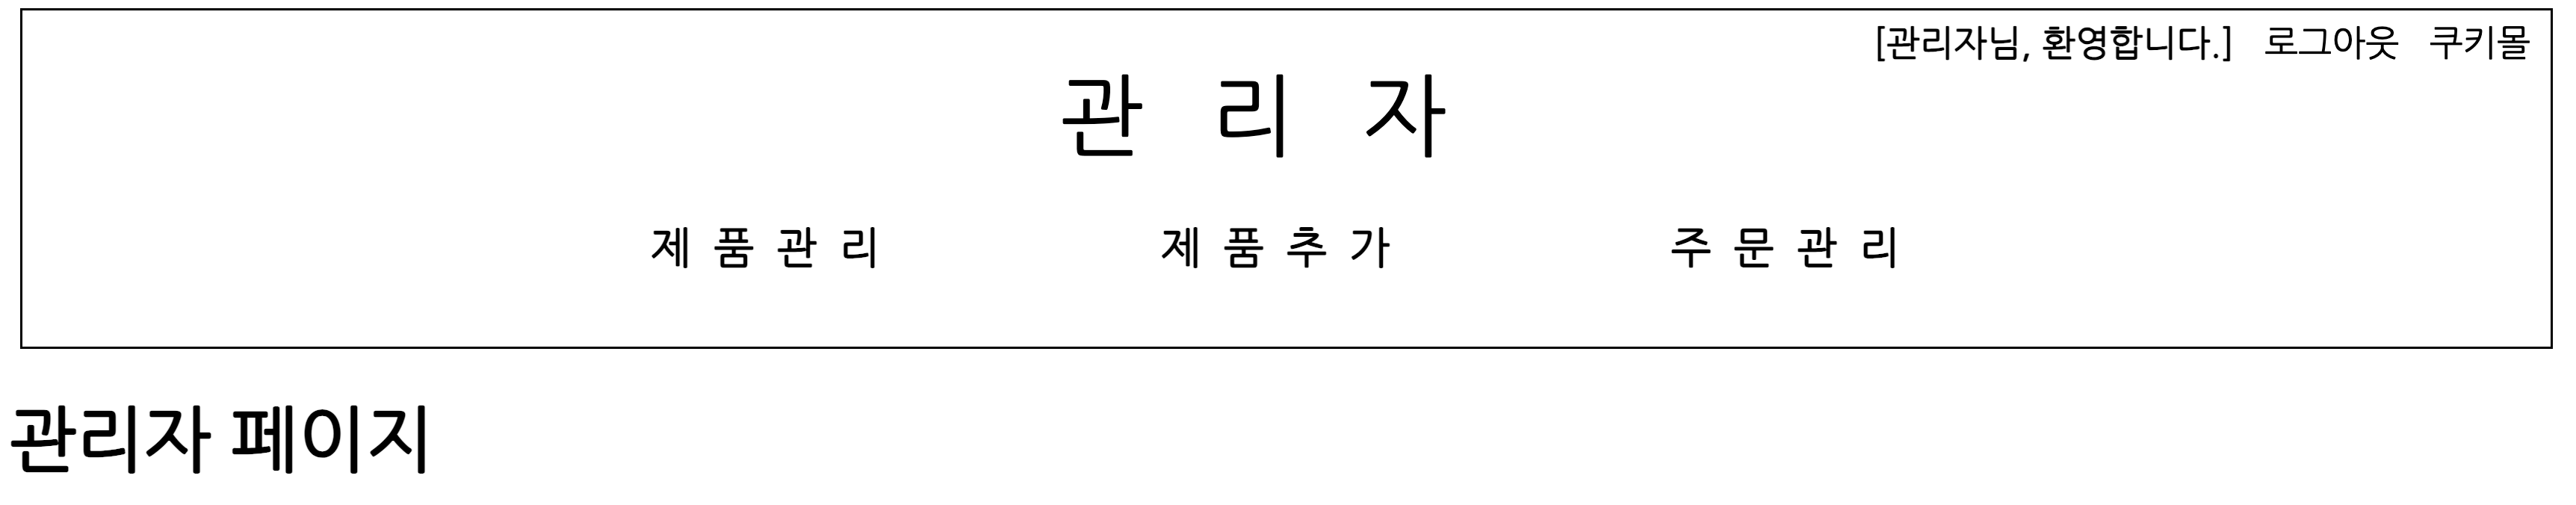 [관리자님, 환영합니다.] 로그아웃 쿠키몰
관 리 자
제 품 관 리 제 품 추 가 주 문 관 리
관리자 페이지